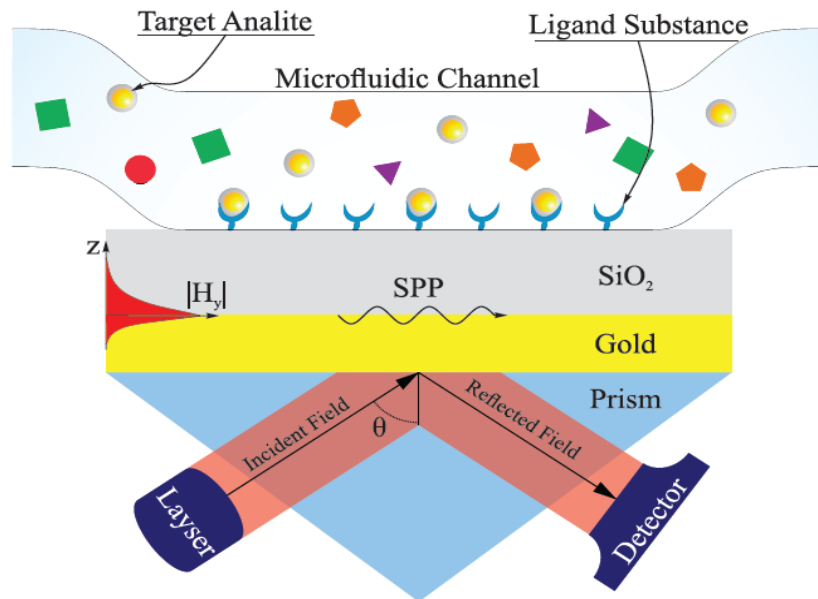 Target Analite
Ligand Substance
Microfluidic Channel
z
|Hy|
SPP
SiO₂
Gold
Prism
Incident Field
θ
Reflected Field
Layser
Detector